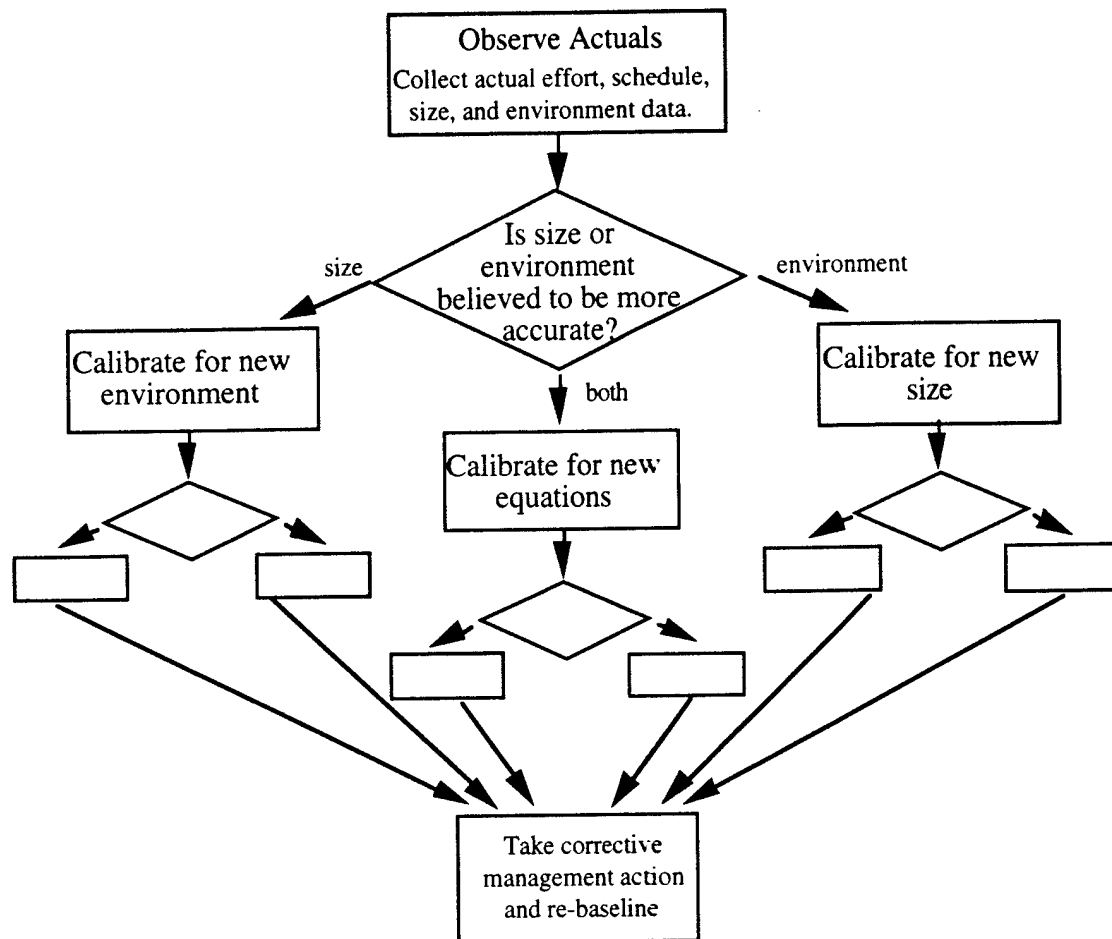 Observe Actuals
Collect actual effort, schedule,
size, and environment data.
Is size or
environment
believed to be more
accurate?
size
environment
both
Calibrate for new
environment
Calibrate for new
equations
Calibrate for new
size
Take corrective
management action
and re-baseline